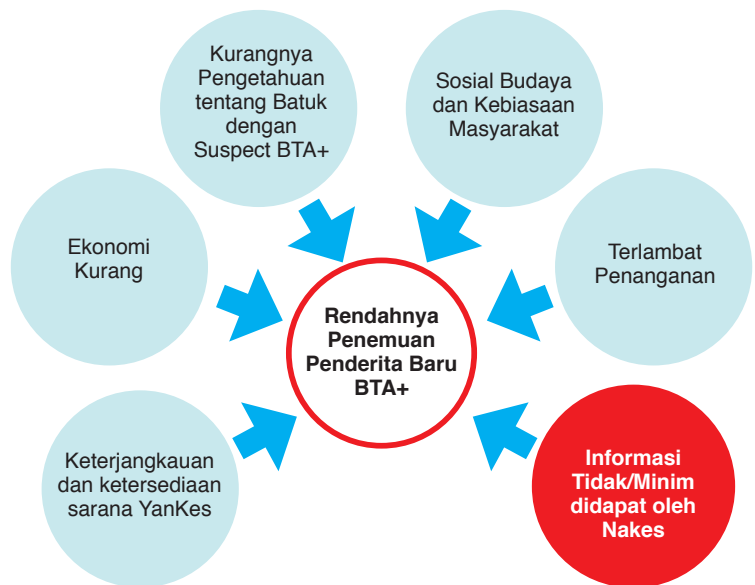 Kurangnya
Pengetahuan
tentang Batuk
dengan
Suspect BTA+
Sosial Budaya
dan Kebiasaan
Masyarakat
Ekonomi
Kurang
Terlambat
Penanganan
Rendahnya
Penemuan
Penderita Baru
BTA+
Keterjangkauan
dan ketersediaan
sarana YanKes
Informasi
Tidak/Minim
didapat oleh
Nakes